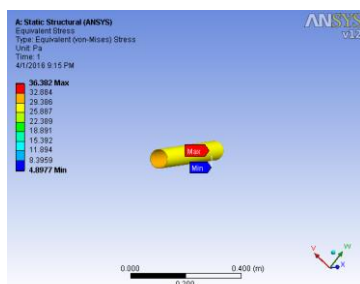 A: Static Structural (ANSYS)
Equivalent Stress
Type: Equivalent (von-Mises) Stress
Unit: Pa
Time: 1
4/1/2016 9:15 PM
36.382 Max
32.884
29.386
25.887
22.389
18.891
15.392
11.894
8.3959
4.8977 Min
ANSYS
v12
Max
Min
0.000
0.400 (m)
0.200
Y
X